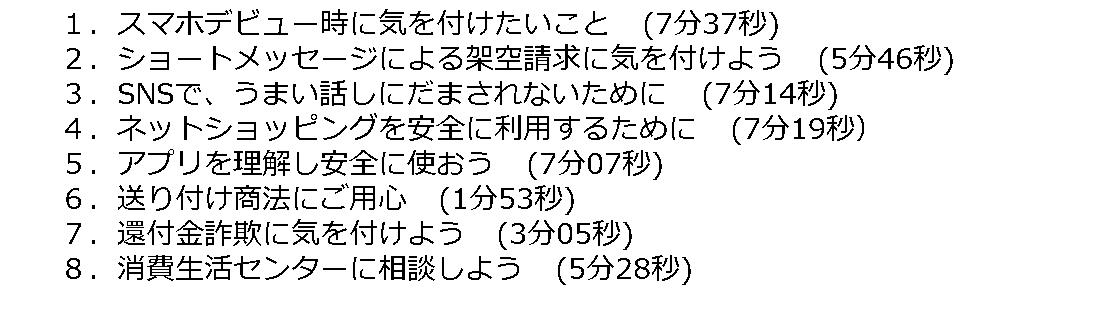 １．スマホデビュー時に気を付けたいこと　(7分37秒)
２．ショートメッセージによる架空請求に気を付けよう　(5分46秒)
３．SNSで、うまい話しにだまされないために　(7分14秒)
４．ネットショッピングを安全に利用するために　(7分19秒）
５．アプリを理解し安全に使おう　(7分07秒)
６．送り付け商法にご用心　(1分53秒)
７．還付金詐欺に気を付けよう　(3分05秒)
８．消費生活センターに相談しよう　(5分28秒)